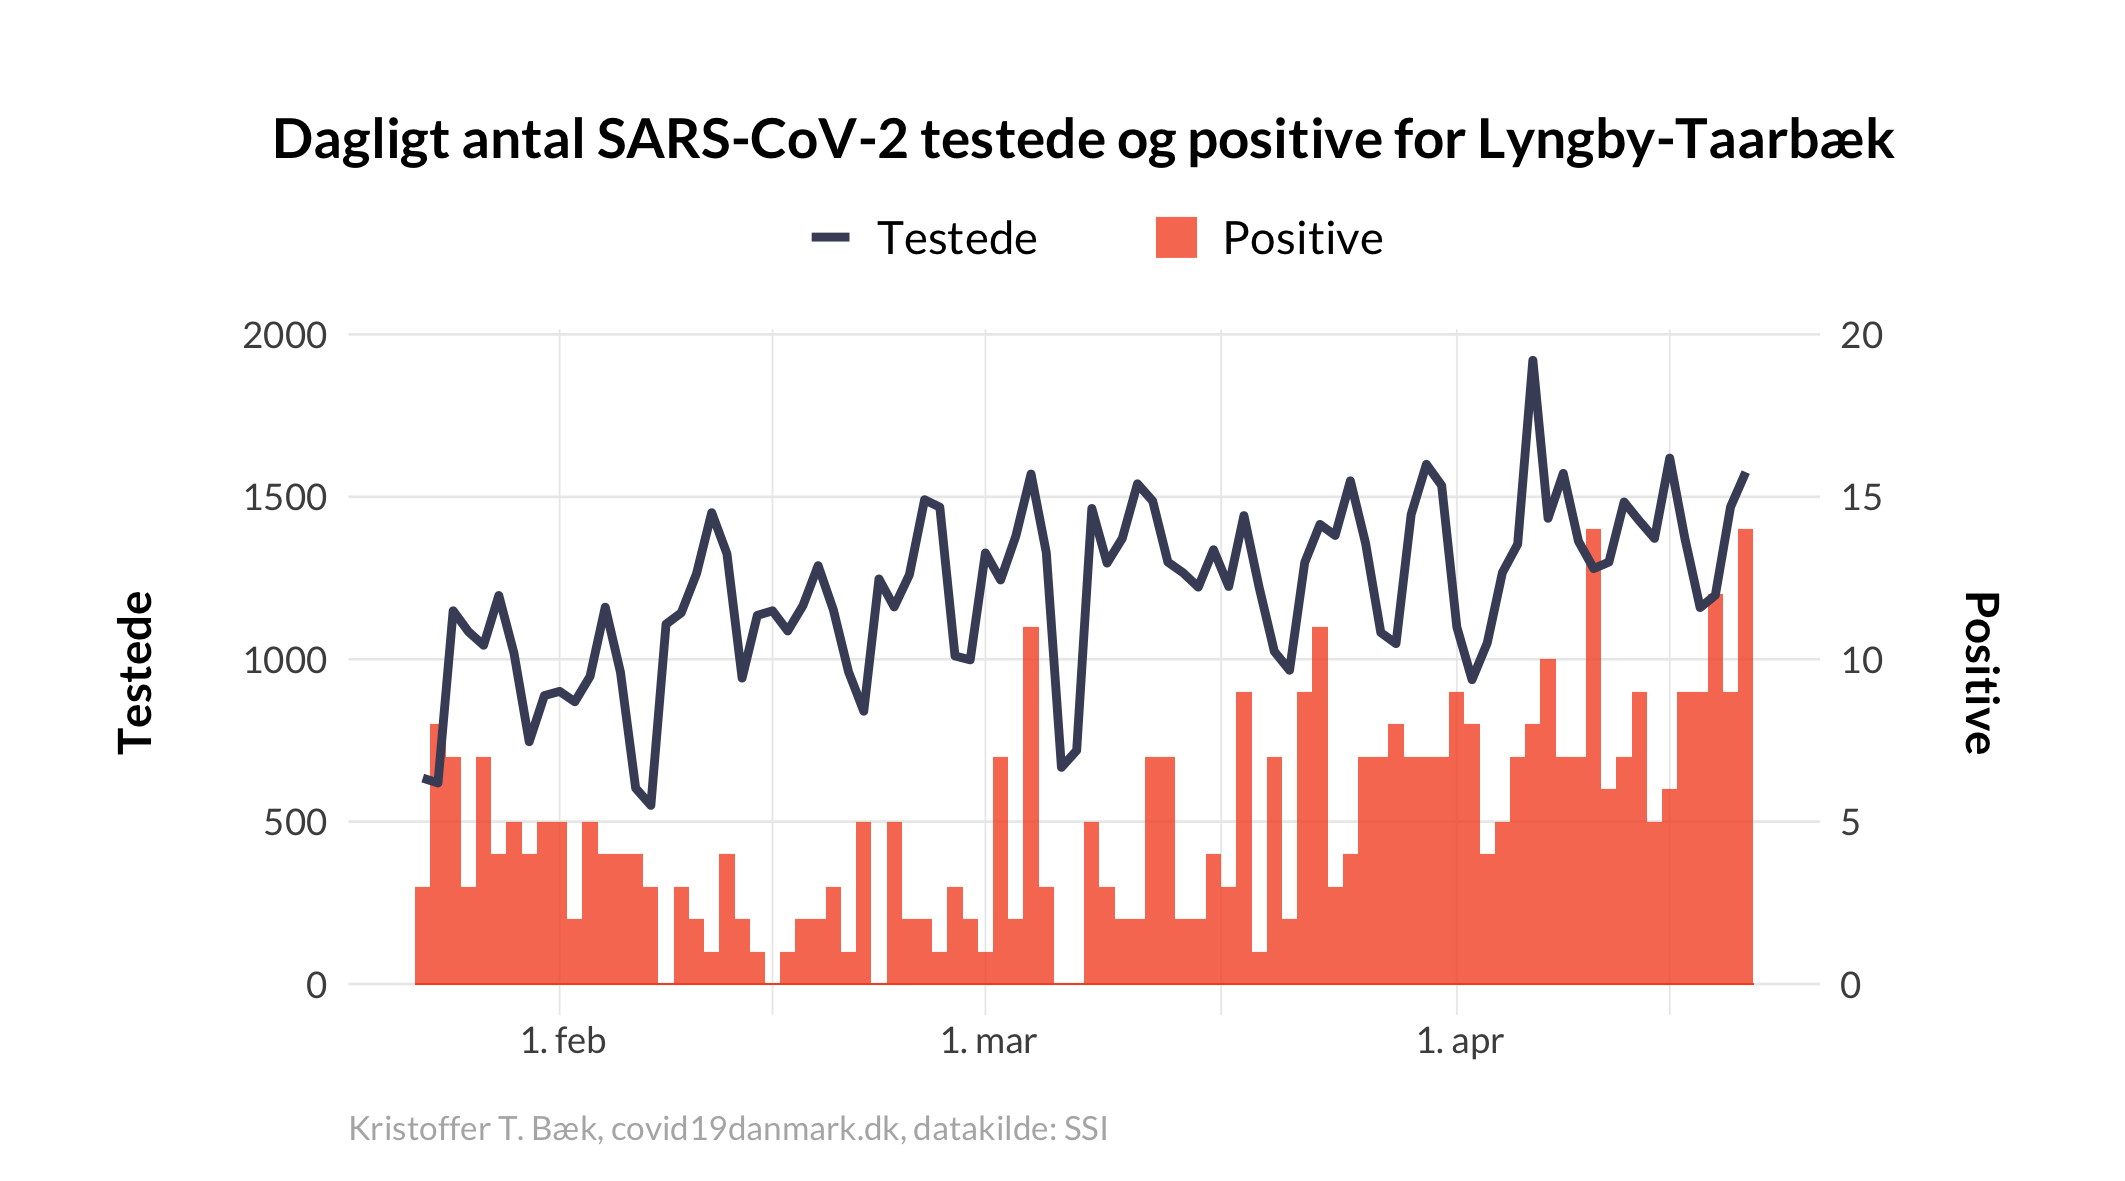 Dagligt antal SARS-CoV-2 testede og positive for Lyngby-Taarbæk
Testede
Positive
2000
1500
1000
500
0
Testede
20
15
10
5
0
Positive
1. feb
1. mar
1. apr
Kristoffer T. Bæk, covid19danmark.dk, datakilde: SSI